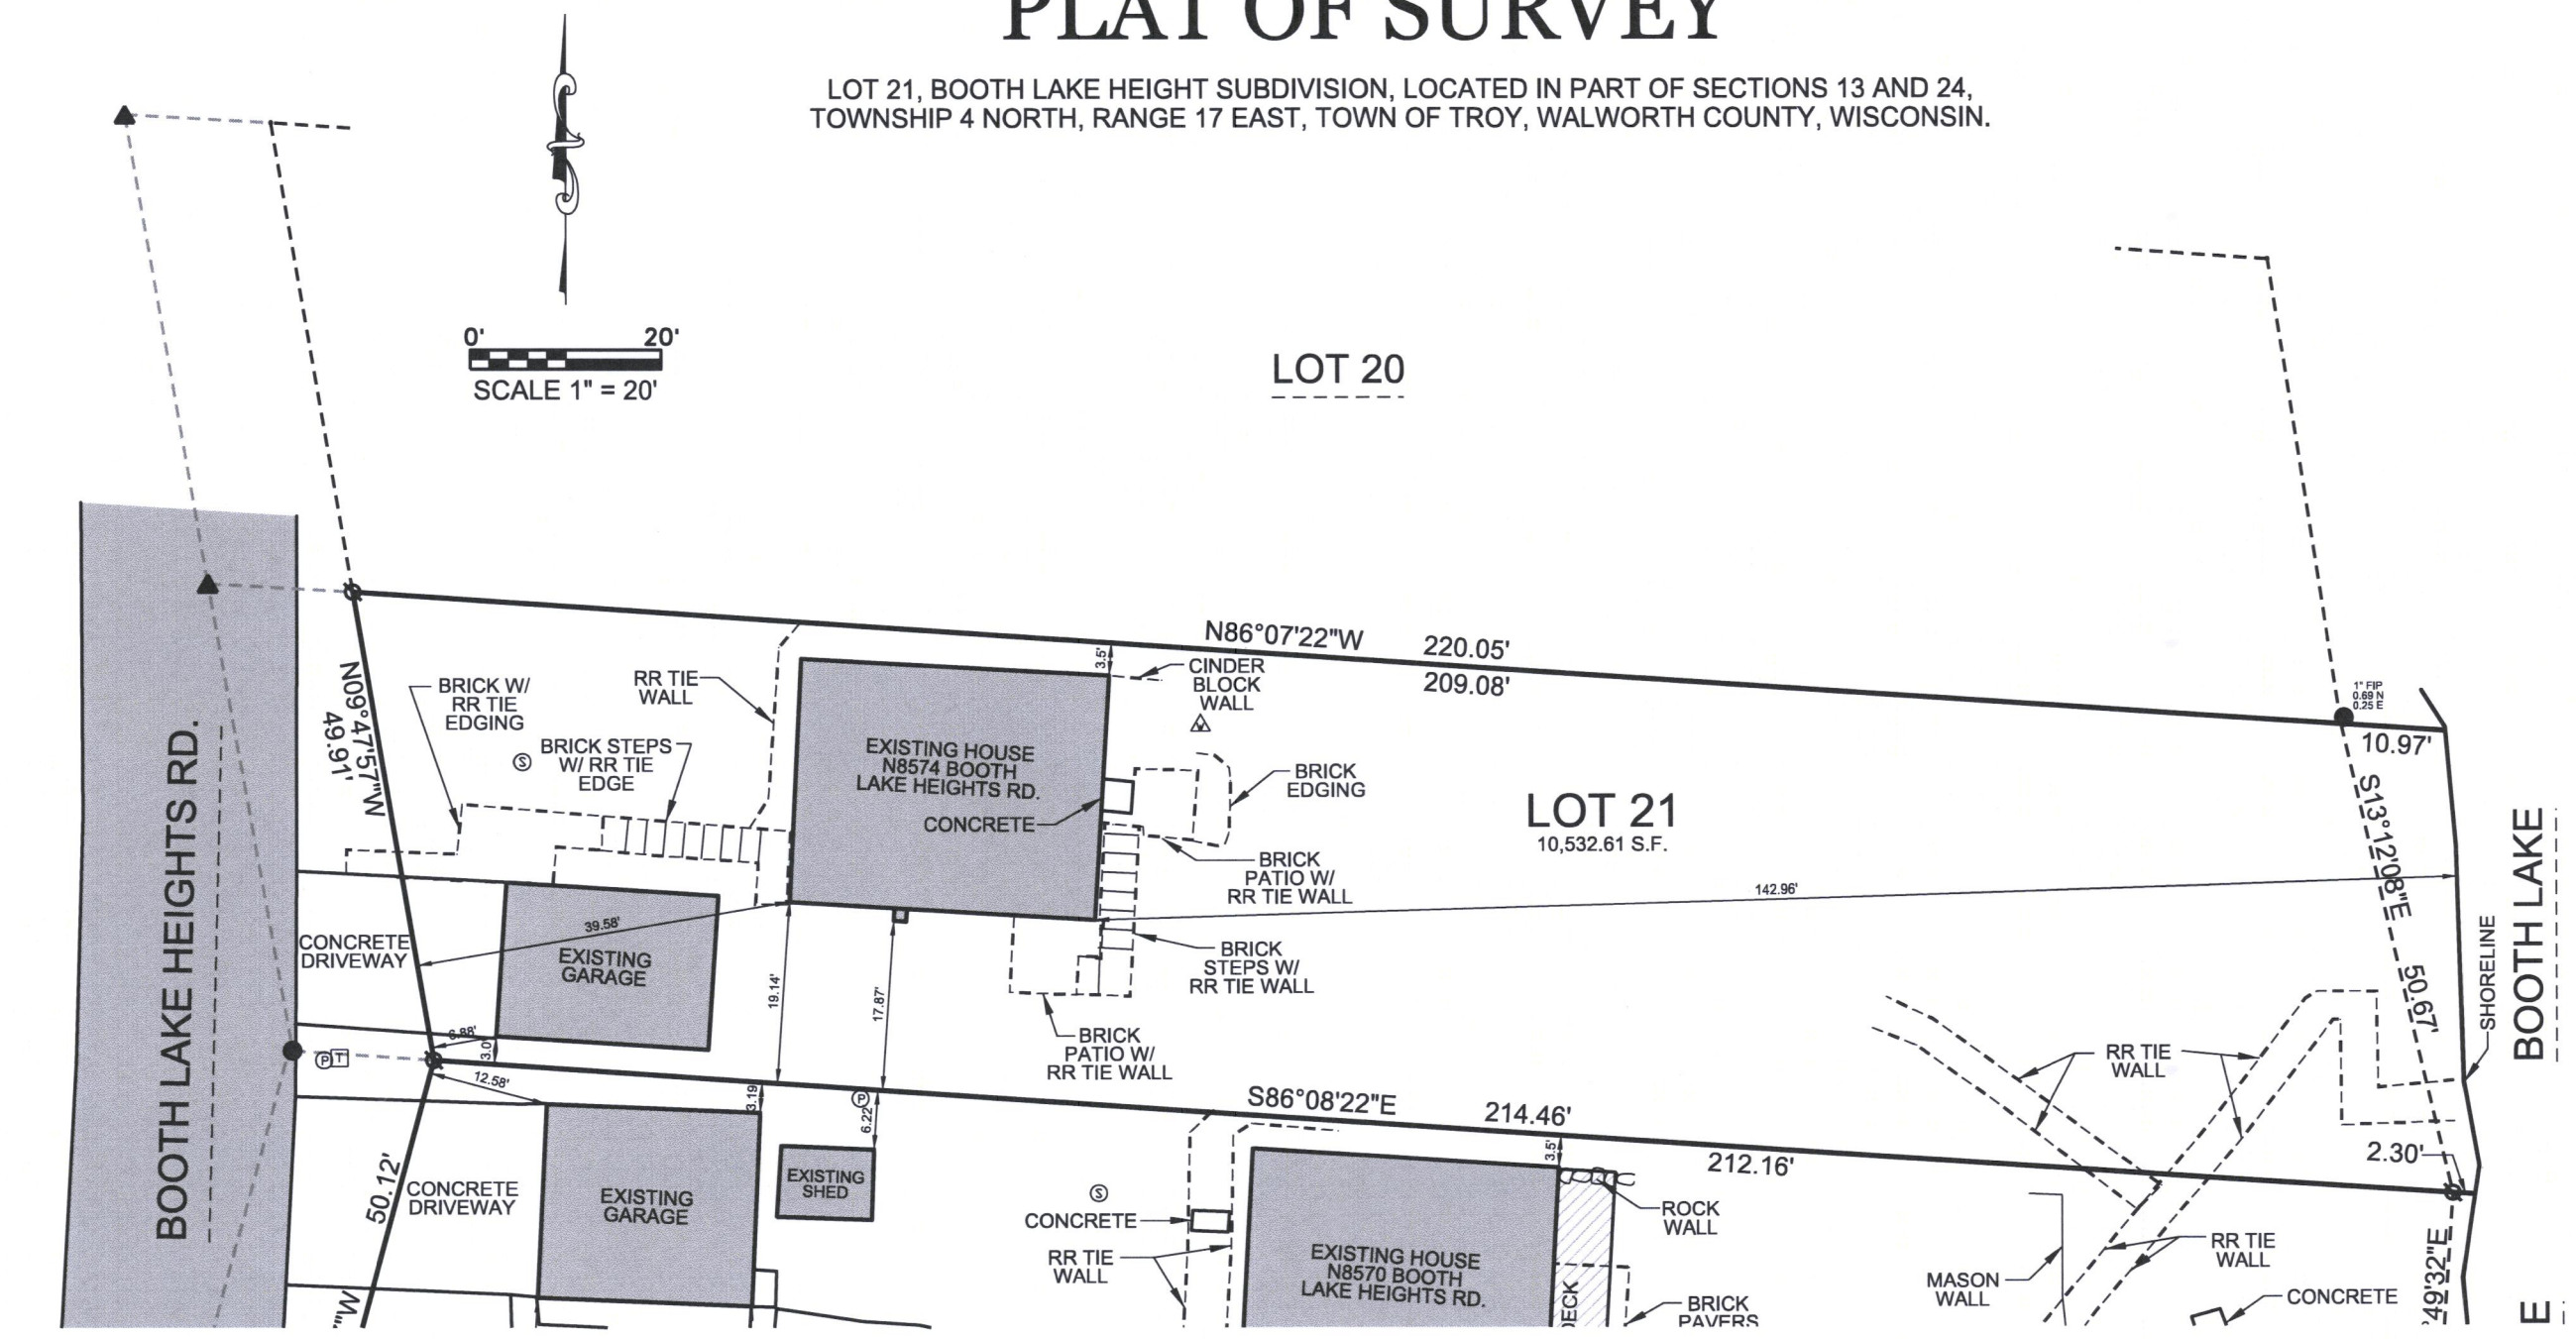 PLAT OF SURVEY
LOT 21, BOOTH LAKE HEIGHT SUBDIVISION, LOCATED IN PART OF SECTIONS 13 AND 24,
TOWNSHIP 4 NORTH, RANGE 17 EAST, TOWN OF TROY, WALWORTH COUNTY, WISCONSIN.
0' 20'
SCALE 1" = 20'
LOT 20
N86°07'22"W 220.05'
209.08'
1" FIP
0.69 N
0.25 E
10.97'
N09°47'57"W
49.91'
BRICK W/
RR TIE
EDGING
RR TIE
WALL
S
BRICK STEPS
W/ RR TIE
EDGE
3.5'
CINDER
BLOCK
WALL
EXISTING HOUSE
N8574 BOOTH
LAKE HEIGHTS RD.
CONCRETE
BRICK
EDGING
LOT 21
10,532.61 S.F.
BRICK
PATIO W/
RR TIE WALL
142.96'
S13°12'08"E
50.67'
SHORELINE
BOOTH LAKE
BOOTH LAKE HEIGHTS RD.
CONCRETE
DRIVEWAY
39.58'
EXISTING
GARAGE
BRICK
STEPS W/
RR TIE WALL
19.14'
17.87'
BRICK
PATIO W/
RR TIE WALL
P T
6.88'
3.0'
12.58'
3.19
P
6.22'
S86°08'22"E 214.46'
212.16'
RR TIE
WALL
2.30'
50.12'
CONCRETE
DRIVEWAY
EXISTING
GARAGE
EXISTING
SHED
S
CONCRETE
RR TIE
WALL
3.5'
EXISTING HOUSE
N8570 BOOTH
LAKE HEIGHTS RD.
DECK
ROCK
WALL
BRICK
PAVERS
MASON
WALL
RR TIE
WALL
CONCRETE
°49'32"E
"W
E